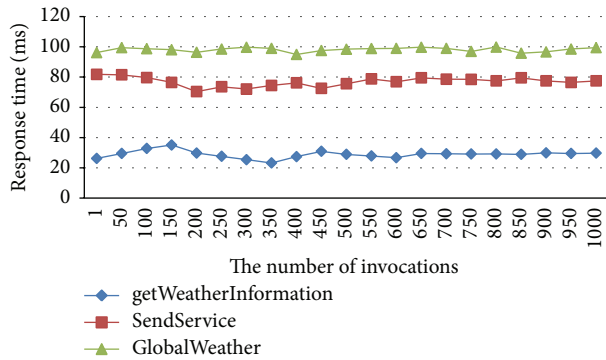 120
100
80
60
40
20
0
Response time (ms)
1 50 100 150 200 250 300 350 400 450 500 550 600 650 700 750 800 850 900 950 1000
The number of invocations
getWeatherInformation
SendService
GlobalWeather